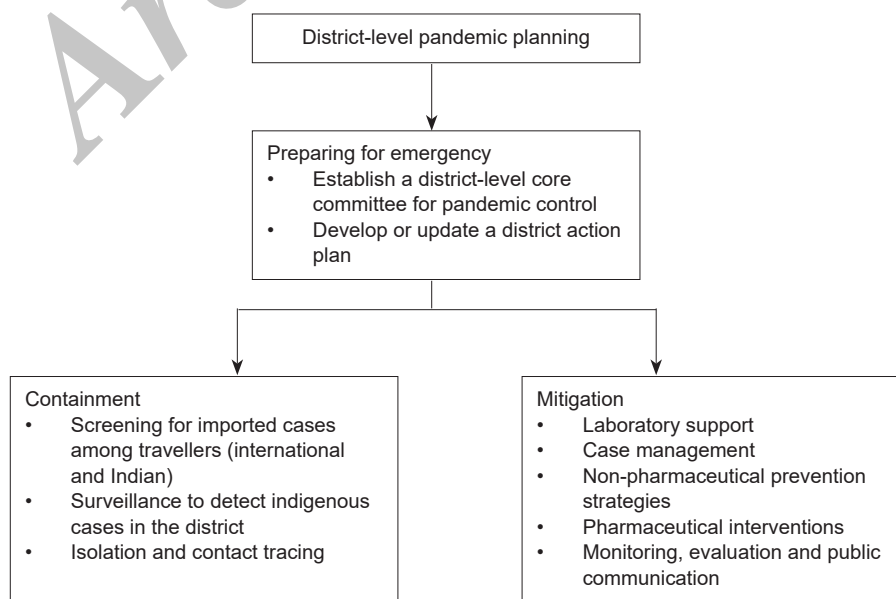 District-level pandemic planning
Preparing for emergency
• Establish a district-level core
committee for pandemic control
• Develop or update a district action
plan
Containment
• Screening for imported cases
among travellers (international
and Indian)
• Surveillance to detect indigenous
cases in the district
• Isolation and contact tracing
Mitigation
• Laboratory support
• Case management
• Non-pharmaceutical prevention
strategies
• Pharmaceutical interventions
• Monitoring, evaluation and public
communication